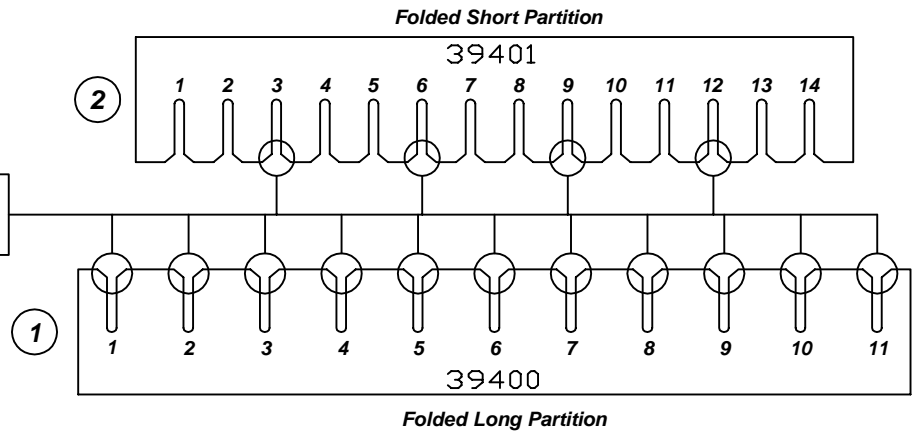 Folded Short Partition
39401
2
1 2 3 4 5 6 7 8 9 10 11 12 13 14
1
1 2 3 4 5 6 7 8 9 10 11
39400
Folded Long Partition